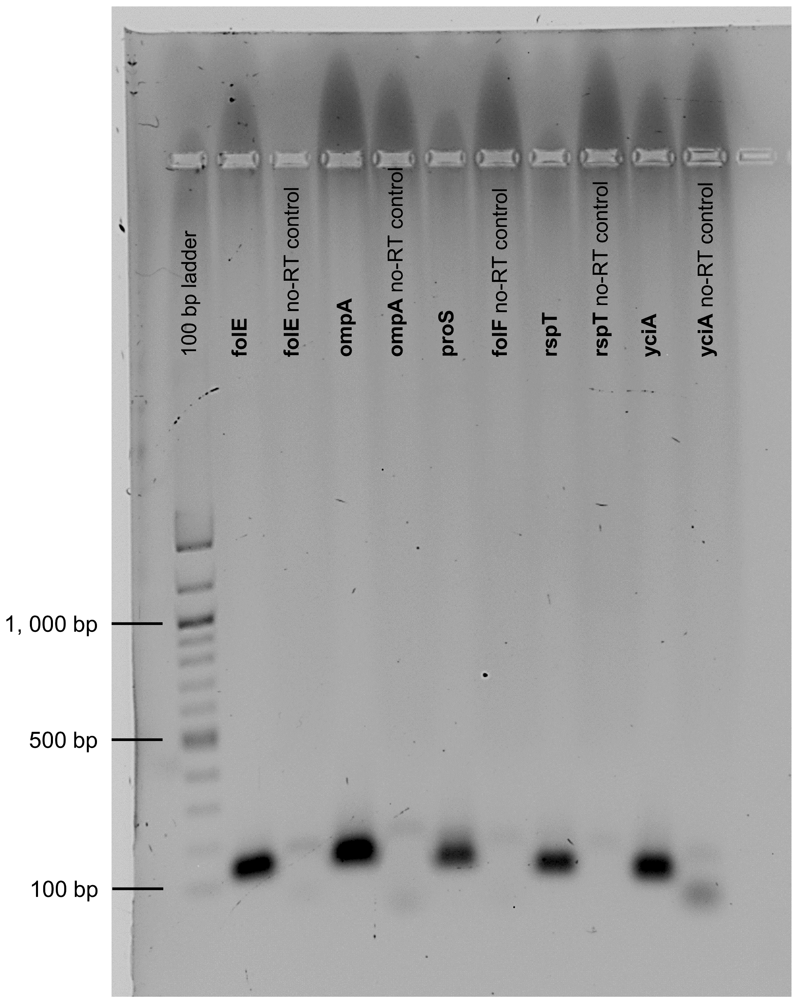 100 bp ladder
folE
folE no-RT control
ompA
ompA no-RT control
proS
folF no-RT control
rspT
rspT no-RT control
yciA
yciA no-RT control
1, 000 bp
500 bp
100 bp